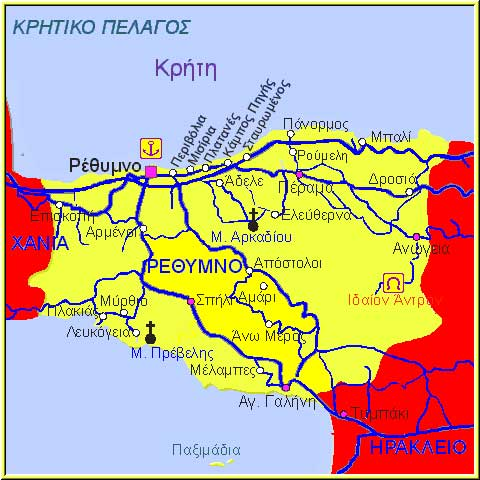 ΚΡΗΤΙΚΟ ΠΕΛΑΓΟΣ
Κρήτη
Ρέθυμνο
Περιβόλια
Μισίρια
Πλατανές
Κάμπος Πηγής
Σταυρωμένος
Πάνορμος
Μπαλί
Ρούμελη
Άδελε
Πέραμα
Δροσιά
Επισκοπή
Ελεύθερνα
ΧΑΝΙΑ
Αρμένοι
Μ. Αρκαδίου
Ανώγεια
ΡΕΘΥΜΝΟ
Απόστολοι
Μύρθιο
Σπήλι
Αμάρι
Ιδαίον Άντρον
Πλακιάς
Λευκόγεια
Άνω Μέρος
Μ. Πρέβελης
Μέλαμπες
Αγ. Γαλήνη
Τυμπάκι
Παξιμάδια
ΗΡΑΚΛΕΙΟ